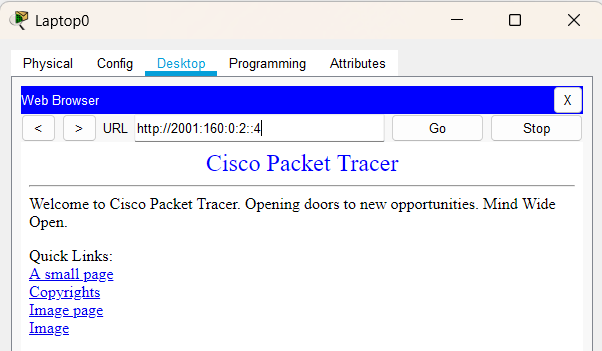 Laptop0
Physical Config Desktop Programming Attributes
Web Browser X
< > URL http://2001:160:0:2::4 Go Stop
Cisco Packet Tracer
Welcome to Cisco Packet Tracer. Opening doors to new opportunities. Mind Wide
Open.
Quick Links:
A small page
Copyrights
Image page
Image